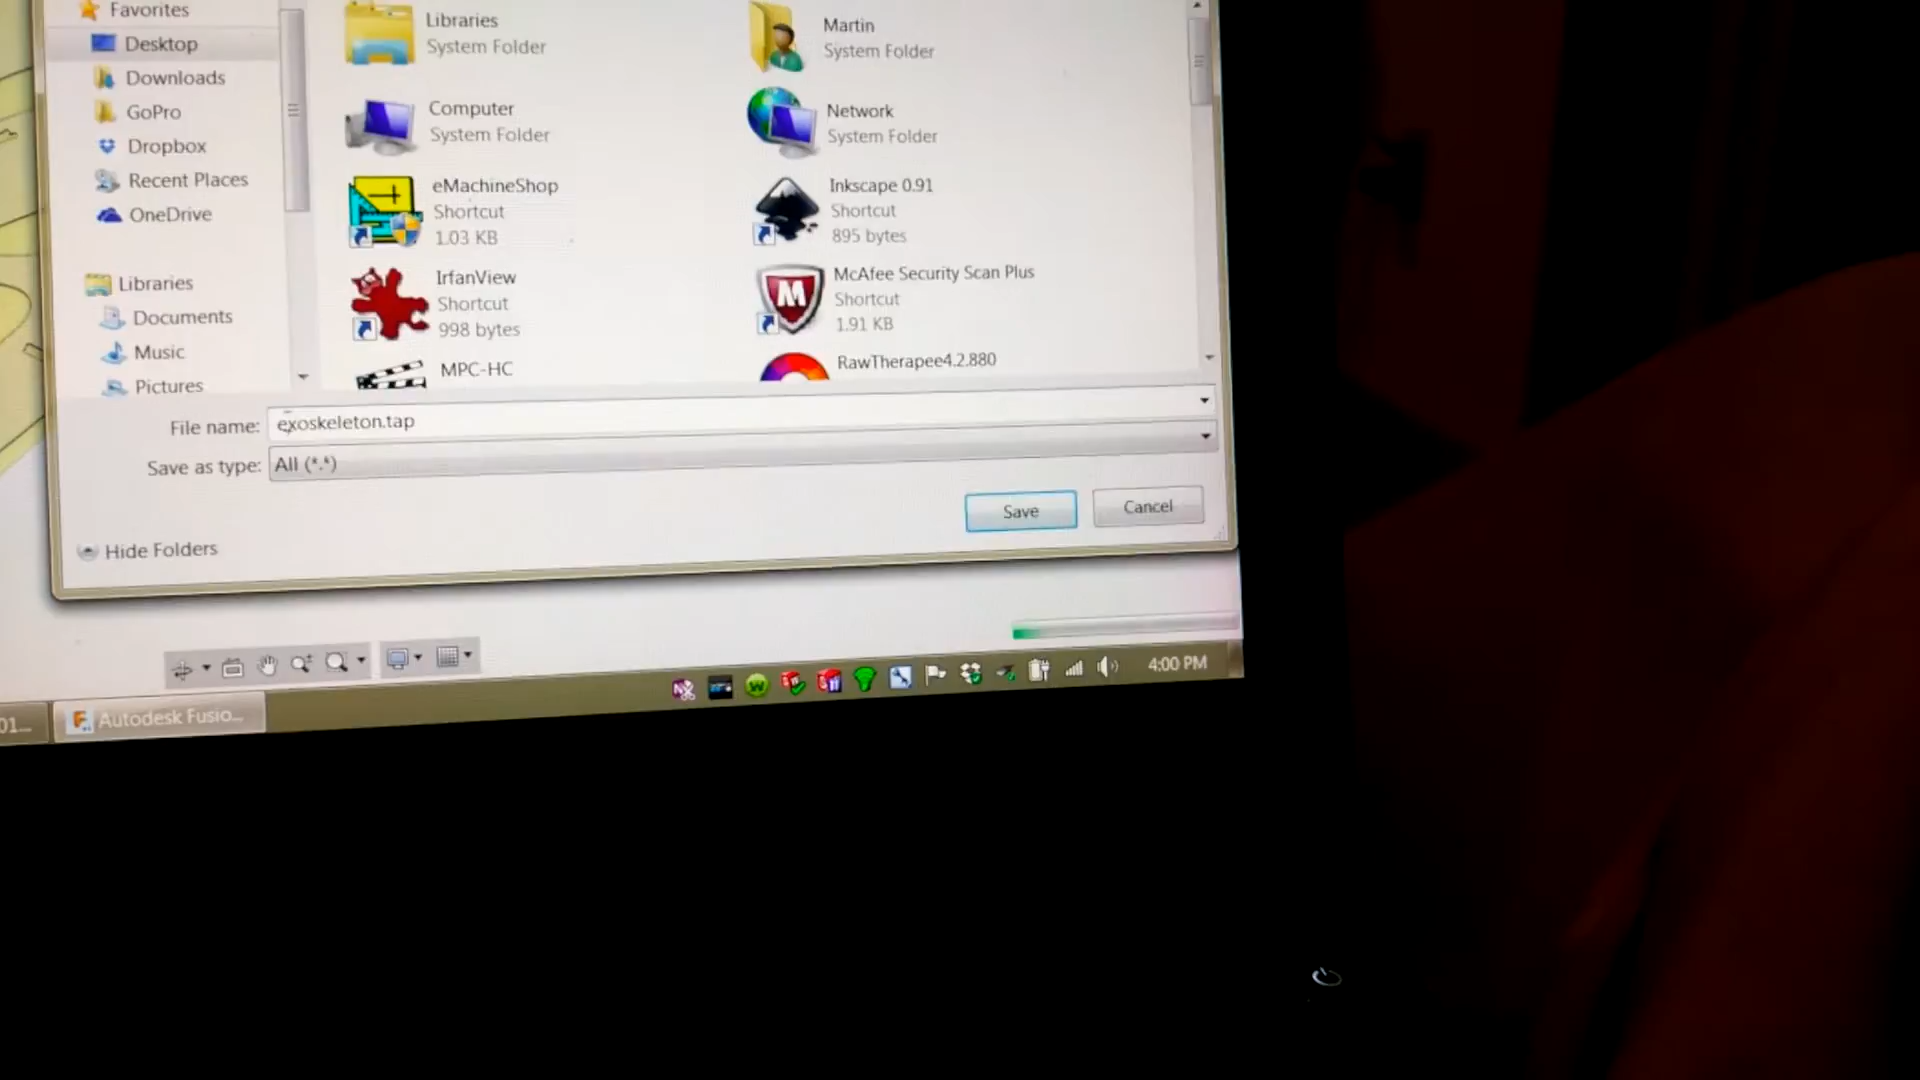 Favorites
Desktop
Downloads
GoPro
Dropbox
Recent Places
OneDrive
Libraries
Documents
Music
Pictures
Libraries
System Folder
Martin
System Folder
Computer
System Folder
Network
System Folder
eMachineShop
Shortcut
1.03 KB
Inkscape 0.91
Shortcut
895 bytes
IrfanView
Shortcut
998 bytes
McAfee Security Scan Plus
Shortcut
1.91 KB
MPC-HC
RawTherapee4.2.880
File name: exoskeleton.tap
Save as type: All (*.*)
Save
Cancel
Hide Folders
4:00 PM
01...
Autodesk Fusio...